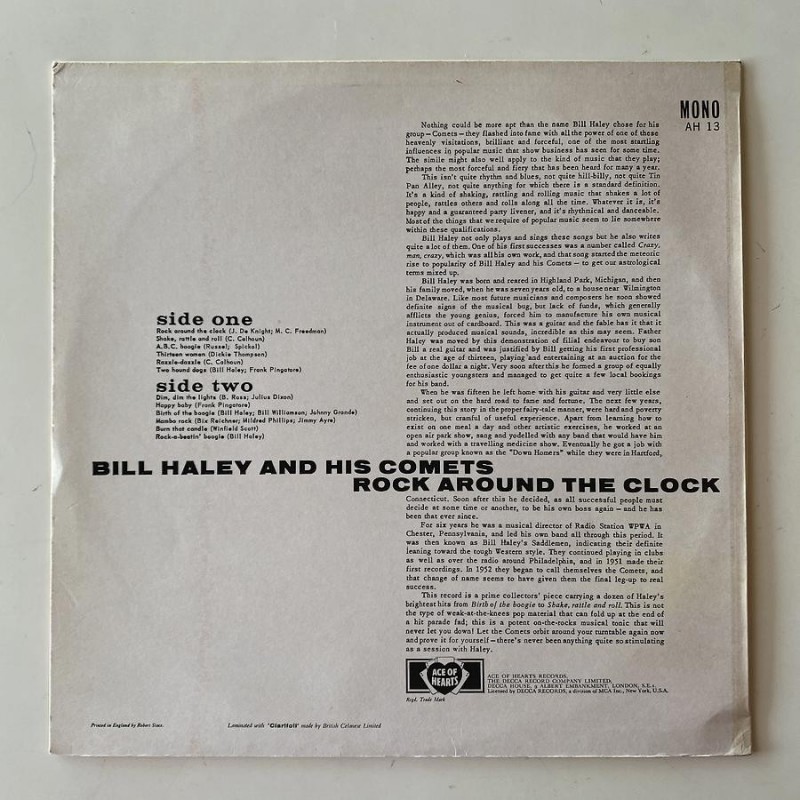 MONO
AH 13
Nothing could be more apt than the name Bill Haley chose for his
group – Comets – they flashed into fame with all the power of one of these
heavenly visitations, brilliant and forceful, one of the most startling
influences in popular music that show business has seen for some time.
The simile might also well apply to the kind of music that they play;
perhaps the most forceful and fiery that has been heard for many a year.
This isn't quite rhythm and blues, not quite hill-billy, not quite Tin
Pan Alley, not quite anything for which there is a standard definition.
It's a kind of shaking, rattling and rolling music that shakes a lot of
people, rattles others and rolls along all the time. Whatever it is, it's
happy and a guaranteed party livener, and it's rhythmical and danceable.
Most of the things that we require of popular music seem to lie somewhere
within these qualifications.
Bill Haley not only plays and sings these songs but he also writes
quite a lot of them. One of his first successes was a number called Crazy,
man, crazy, which was all his own work, and that song started the meteoric
rise to popularity of Bill Haley and his Comets – to get our astrological
terms mixed up.
Bill Haley was born and reared in Highland Park, Michigan, and then
his family moved, when he was seven years old, to a house near Wilmington
in Delaware. Like most future musicians and composers he soon showed
definite signs of the musical bug, but lack of funds, which generally
afflicts the young genius, forced him to manufacture his own musical
instrument out of cardboard. This was a guitar and the fable has it that it
actually produced musical sounds, incredible as this may seem. Father
Haley was moved by this demonstration of filial endeavour to buy son
Bill a real guitar and was justified by Bill getting his first professional
job at the age of thirteen, playing and entertaining at an auction for the
fee of one dollar a night. Very soon after this he formed a group of equally
enthusiastic youngsters and managed to get quite a few local bookings
for his band.
When he was fifteen he left home with his guitar and very little else
and set out on the hard road to fame and fortune. The next few years,
continuing this story in the proper fairy-tale manner, were hard and poverty
stricken, but crammed of useful experience. Apart from learning how to
exist on one meal a day and other artistic exercises, he worked at an
open air park show, sang and yodelled with any band that would have him
and worked with a travelling medicine show. Eventually he got a job with
a popular group known as the "Down Homers" while they were in Hartford,
side one
Rock around the clock (J. De Knight; M. C. Freedman)
Shake, rattle and roll (C. Calhoun)
A.B.C. boogie (Russel; Spickol)
Thirteen women (Dickie Thompson)
Razzle-dazzle (C. Calhoun)
Two hound dogs (Bill Haley; Frank Pingatore)
side two
Dim, dim the lights (B. Ross; Julius Dixon)
Happy baby (Frank Pingatore)
Birth of the boogie (Bill Haley; Bill Williamson; Johnny Grande)
Mambo rock (Bix Reichner; Mildred Phillips; Jimmy Ayre)
Burn that candle (Winfield Scott)
Rock-a-beatin' boogie (Bill Haley)
BILL HALEY AND HIS COMETS
ROCK AROUND THE CLOCK
Connecticut. Soon after this he decided, as all successful people must
decide at some time or another, to be his own boss again – and he has
been that ever since.
For six years he was a musical director of Radio Station WPWA in
Chester, Pennsylvania, and led his own band all through this period. It
was then known as Bill Haley's Saddlemen, indicating their definite
leaning toward the tough Western style. They continued playing in clubs
as well as over the radio around Philadelphia, and in 1951 made their
first recordings. In 1952 they began to call themselves the Comets, and
that change of name seems to have given them the final leg-up to real
success.
This record is a prime collectors' piece carrying a dozen of Haley's
brightest hits from Birth of the boogie to Shake, rattle and roll. This is not
the type of weak-at-the-knees pop material that can fold up at the end of
a hit parade fad; this is a potent on-the-rocks musical tonic that will
never let you down! Let the Comets orbit around your turntable again now
and prove it for yourself – there's never been anything quite so stimulating
as a session with Haley.
ACE OF
HEARTS
Regd. Trade Mark
ACE OF HEARTS RECORDS,
THE DECCA RECORD COMPANY LIMITED,
DECCA HOUSE, 9 ALBERT EMBANKMENT, LONDON, S.E.1.
Licensed by DECCA RECORDS, a division of MCA Inc., New York, U.S.A.
Printed in England by Robert Stace.
Laminated with 'Clarifoil' made by British Celanese Limited